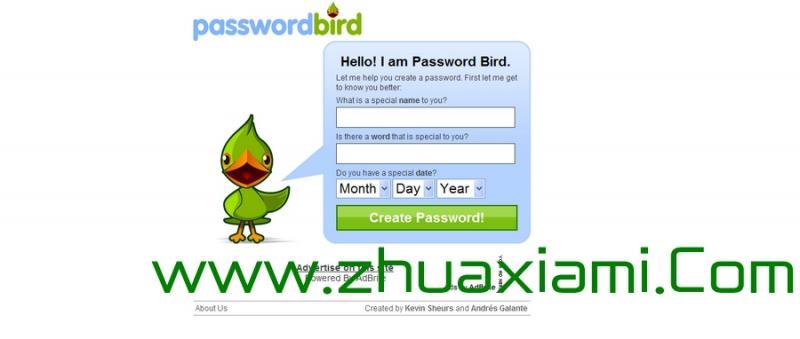 passwordbird
Hello! I am Password Bird.
Let me help you create a password. First let me get
to know you better:
What is a special name to you?
Is there a word that is special to you?
Do you have a special date?
Month Day Year
Create Password!
Advertise on this site
Powered By AdBrite
www.zhuaxiami.Com
About Us
Created by Kevin Sheurs and Andrés Galante